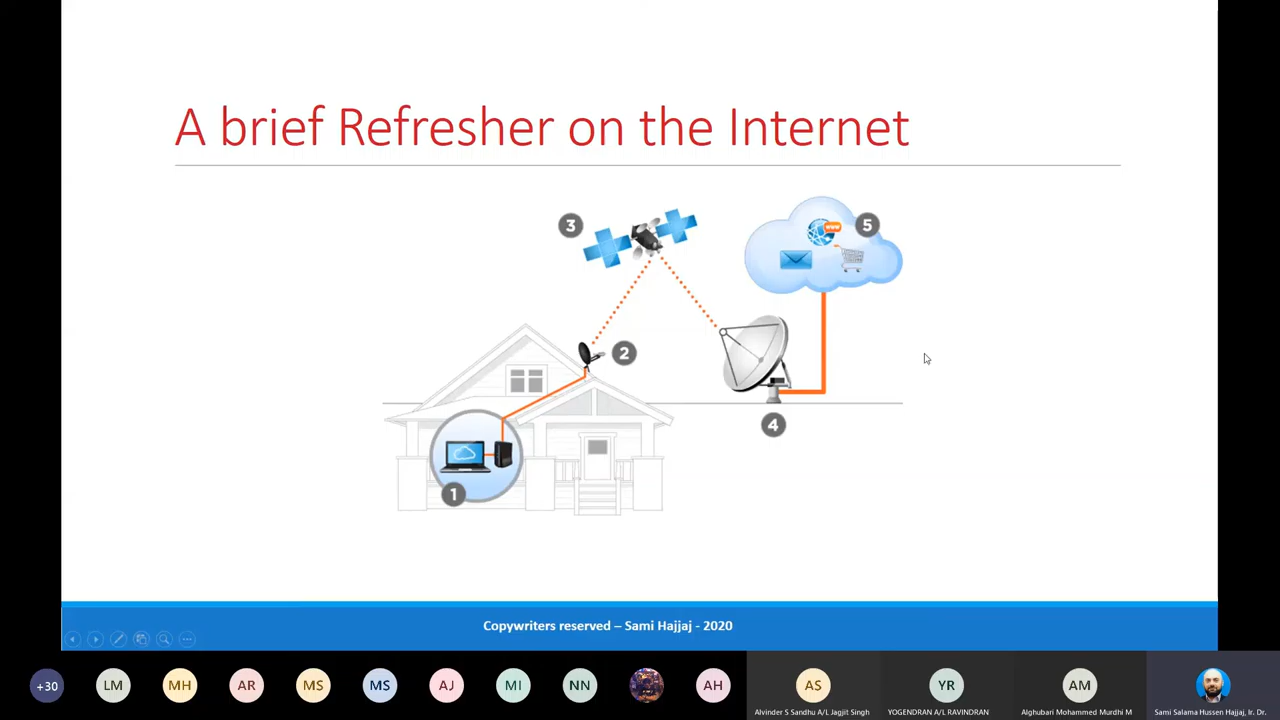 A brief Refresher on the Internet
3
www
5
2
4
1
Copywriters reserved – Sami Hajjaj - 2020
+30
LM
MH
AR
MS
MS
AJ
MI
NN
AH
AS
YR
AM
Alvinder S Sandhu A/L Jagjit Singh
YOGENDRAN A/L RAVINDRAN
Alghubari Mohammed Murdhi M
Sami Salama Hussen Hajjaj, Ir. Dr.